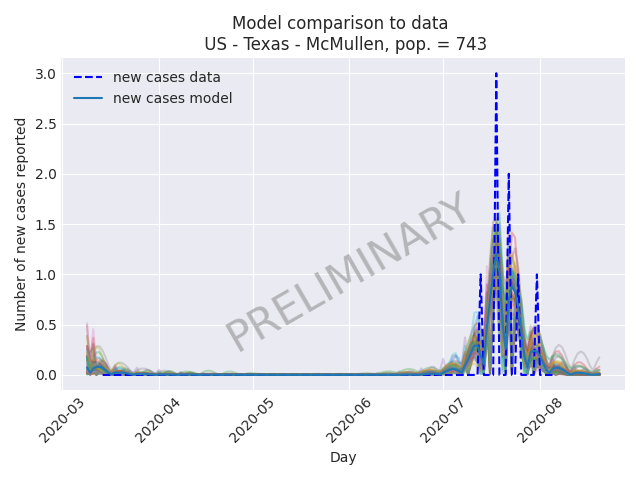 Model comparison to data
US - Texas - McMullen, pop. = 743
new cases data
new cases model
3.0
2.5
2.0
1.5
1.0
0.5
0.0
Number of new cases reported
PRELIMINARY
2020-03
2020-04
2020-05
2020-06
2020-07
2020-08
Day